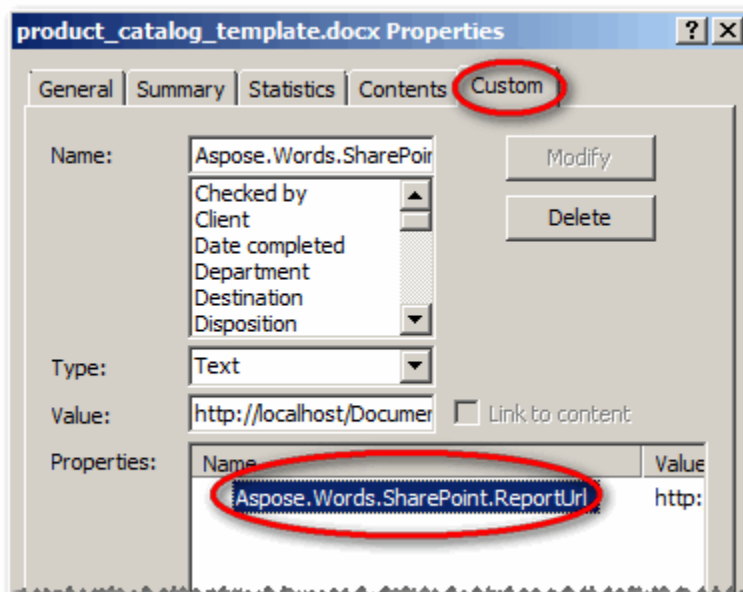 product_catalog_template.docx Properties
General Summary Statistics Contents Custom
Name: Aspose.Words.SharePoin Modify
Checked by
Client
Date completed
Department
Destination
Disposition
Delete
Type: Text
Value: http://localhost/Documen Link to content
Properties: Name Value
Aspose.Words.SharePoint.ReportUrl http: